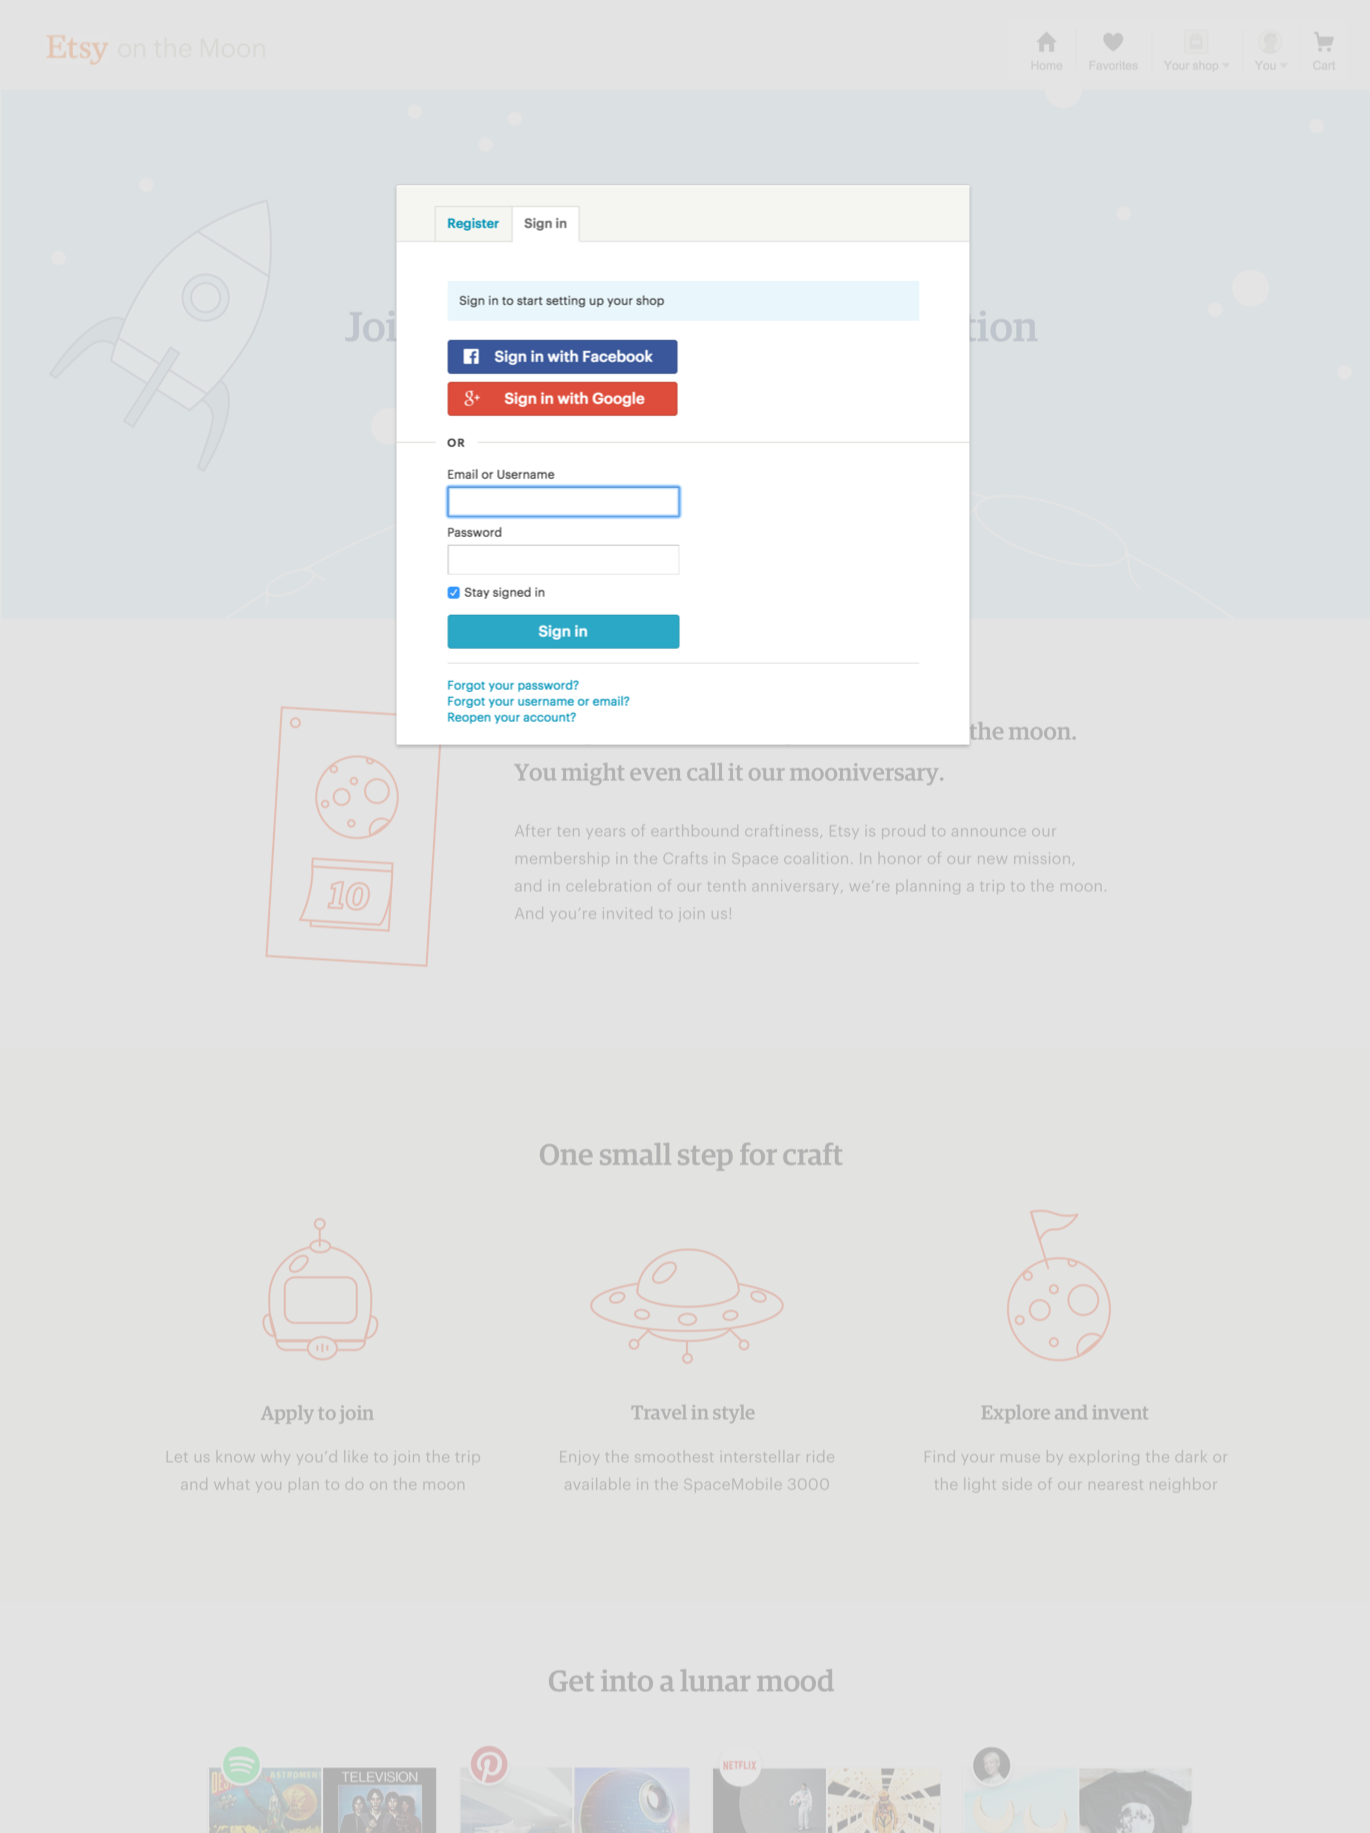 Etsy on the Moon
Home
Favorites
Your shop
You
Cart
Register
Sign in
Sign in to start setting up your shop
Joi
tion
Sign in with Facebook
Sign in with Google
OR
Email or Username
Password
Stay signed in
Sign in
Forgot your password?
Forgot your username or email?
Reopen your account?
the moon.
You might even call it our mooniversary.
After ten years of earthbound craftiness, Etsy is proud to announce our
membership in the Crafts in Space coalition. In honor of our new mission,
and in celebration of our tenth anniversary, we’re planning a trip to the moon.
And you’re invited to join us!
10
One small step for craft
Apply to join
Let us know why you’d like to join the trip
and what you plan to do on the moon
Travel in style
Enjoy the smoothest interstellar ride
available in the SpaceMobile 3000
Explore and invent
Find your muse by exploring the dark or
the light side of our nearest neighbor
Get into a lunar mood
TELEVISION
NETFLIX